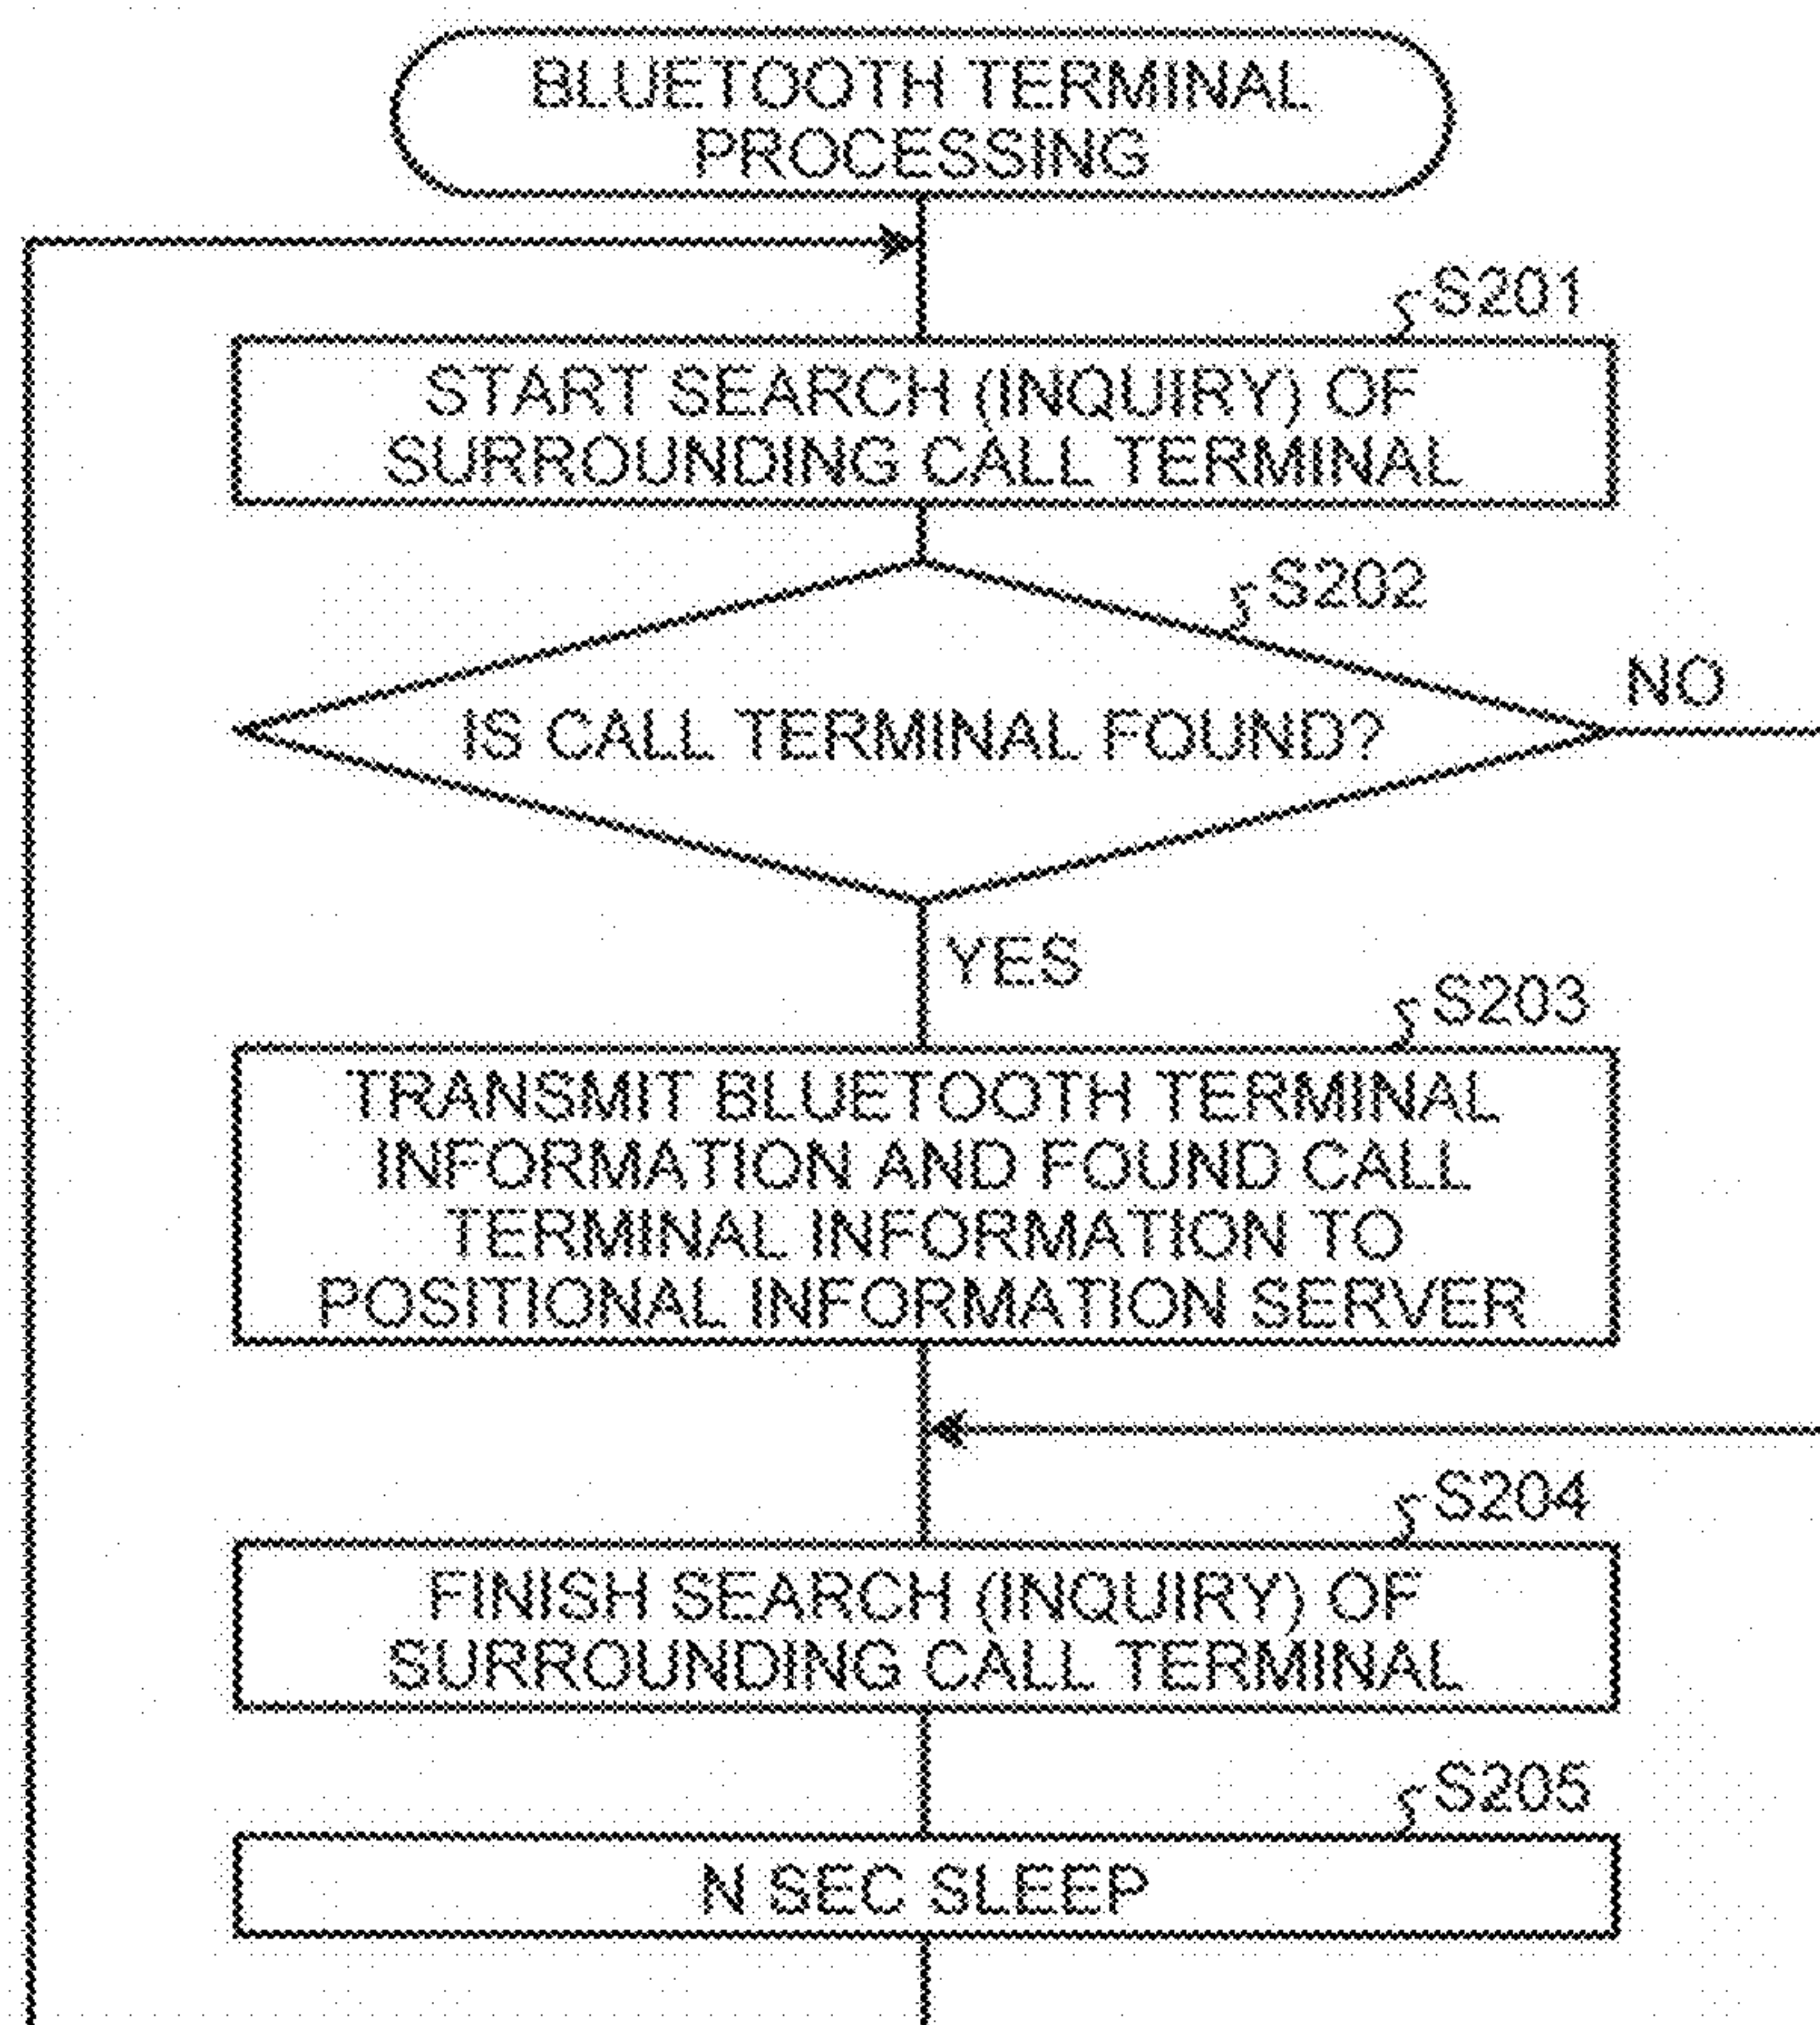 BLUETOOTH TERMINAL
PROCESSING
S201
START SEARCH (INQUIRY) OF
SURROUNDING CALL TERMINAL
S202
NO
IS CALL TERMINAL FOUND?
YES
S203
TRANSMIT BLUETOOTH TERMINAL
INFORMATION AND FOUND CALL
TERMINAL INFORMATION TO
POSITIONAL INFORMATION SERVER
S204
FINISH SEARCH (INQUIRY) OF
SURROUNDING CALL TERMINAL
S205
N SEC SLEEP